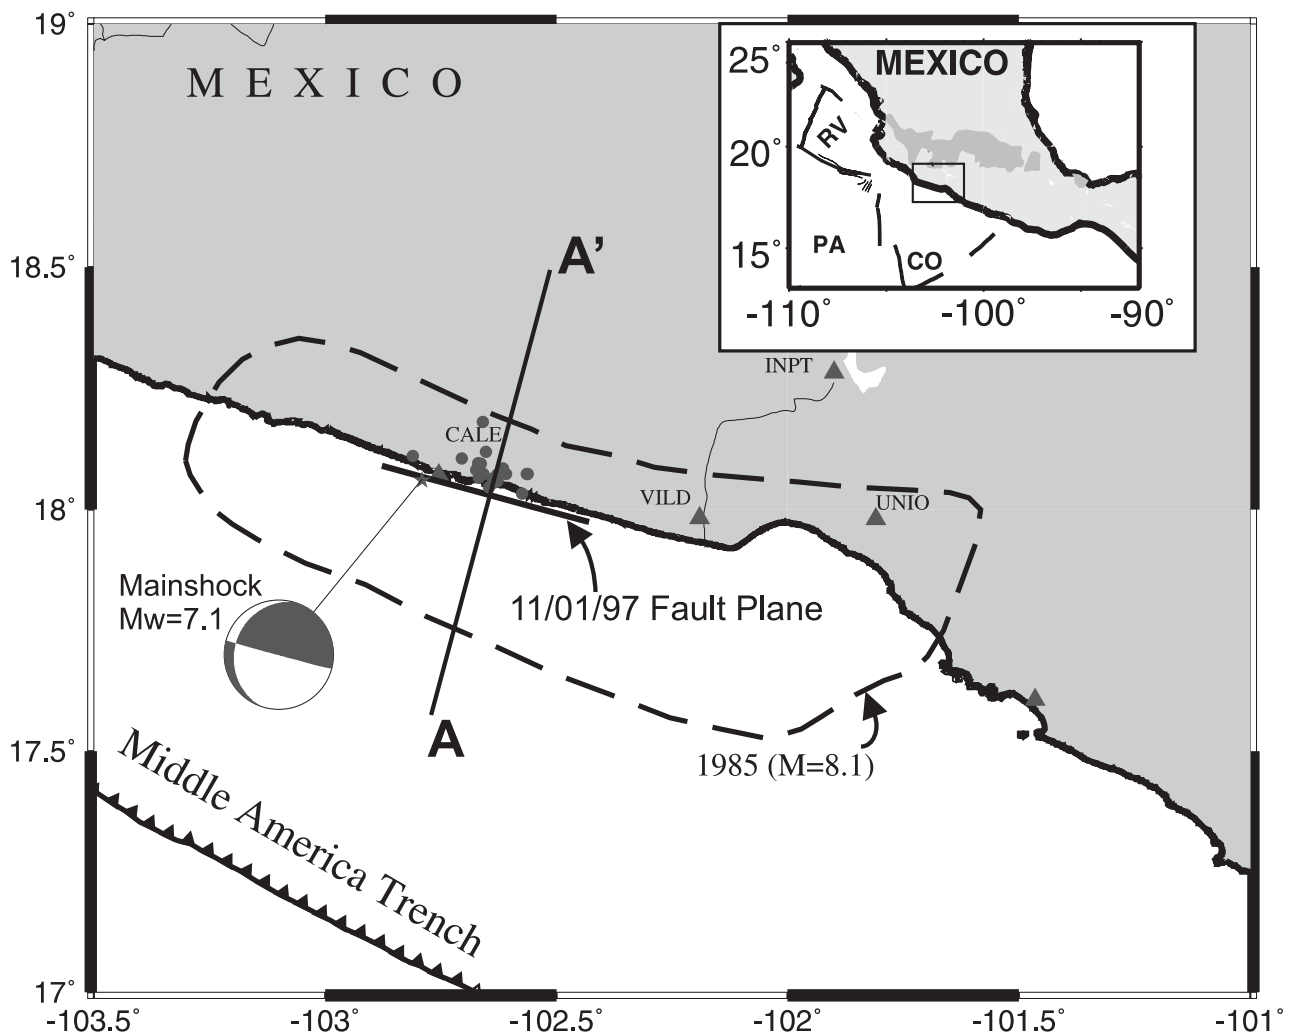 19°
MEXICO
25°
20°
15°
MEXICO
RV
PA
CO
-110°
-100°
-90°
18.5°
A'
INPT
CALE
VILD
UNIO
18°
Mainshock
Mw=7.1
11/01/97 Fault Plane
A
1985 (M=8.1)
17.5°
Middle America Trench
17°
-103.5°
-103°
-102.5°
-102°
-101.5°
-101°